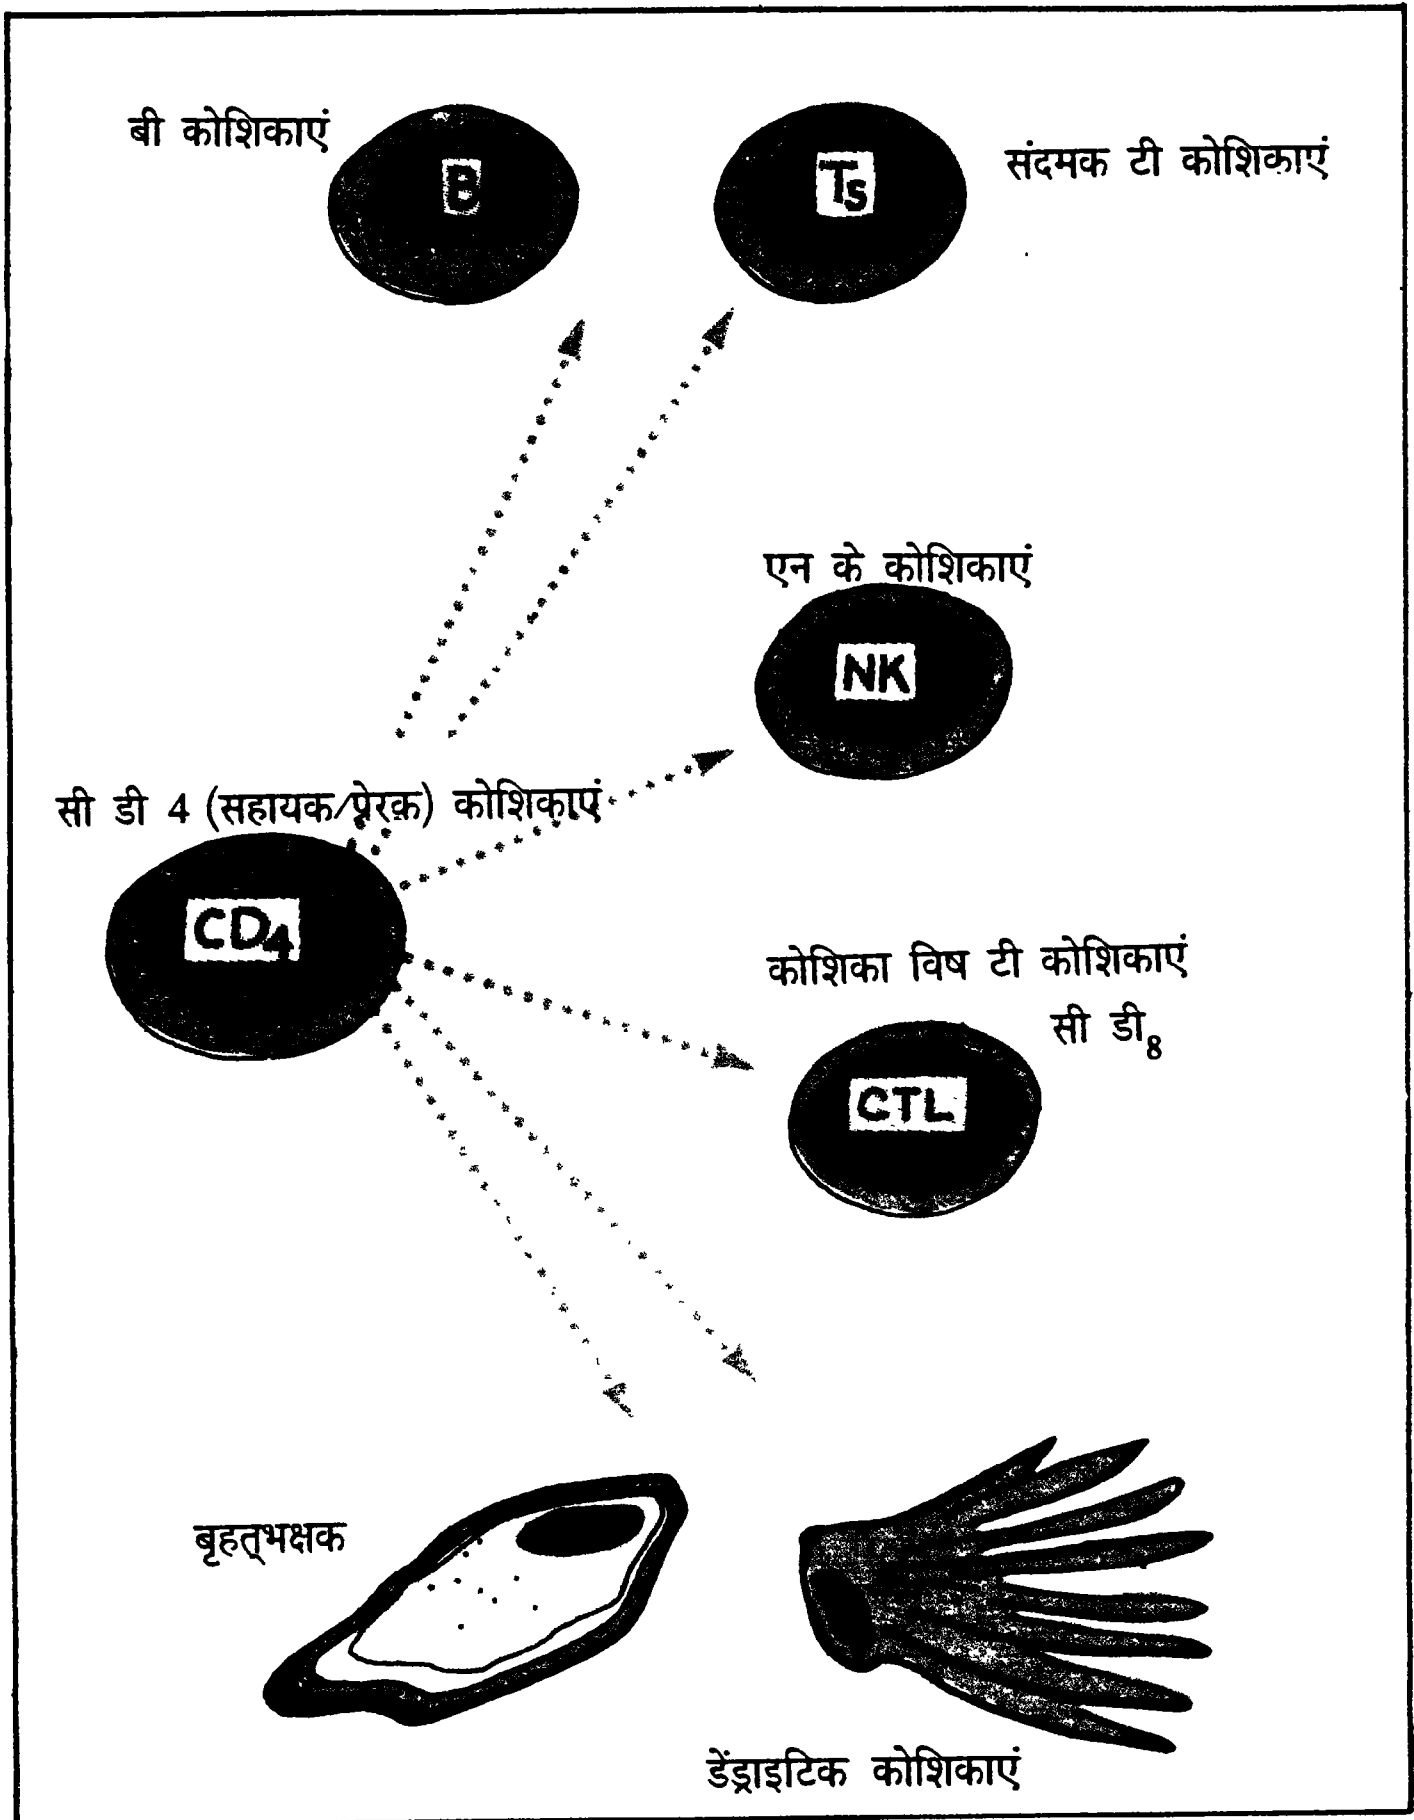 बी कोशिकाएं
B
Ts
संदमक टी कोशिकाएं
एन के कोशिकाएं
NK
सी डी 4 (सहायक/प्रेरक) कोशिकाएं
CD4
कोशिका विष टी कोशिकाएं
सी डी8
CTL
बृहत्भक्षक
डेंड्राइटिक कोशिकाएं